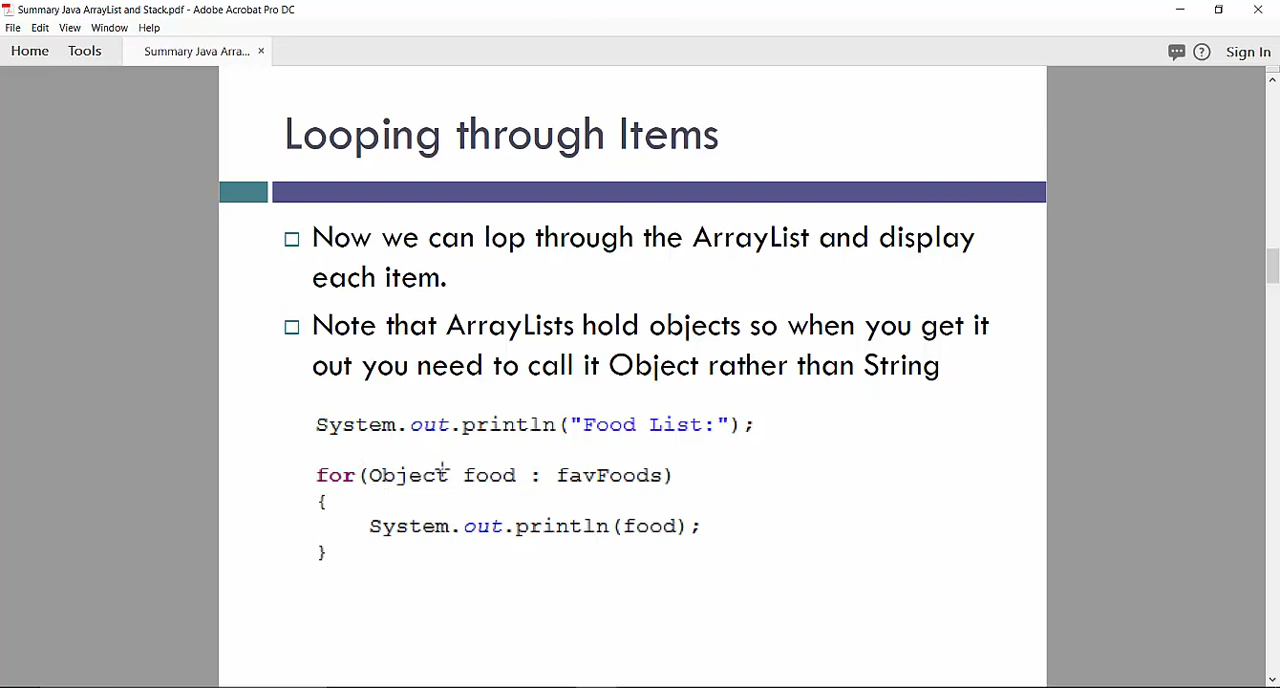 Summary Java ArrayList and Stack.pdf - Adobe Acrobat Pro DC
File Edit View Window Help
Home Tools Summary Java Arra... × Sign In
Looping through Items
Now we can lop through the ArrayList and display
each item.
Note that ArrayLists hold objects so when you get it
out you need to call it Object rather than String
System.out.println("Food List:");
for(Object food : favFoods)
{
System.out.println(food);
}